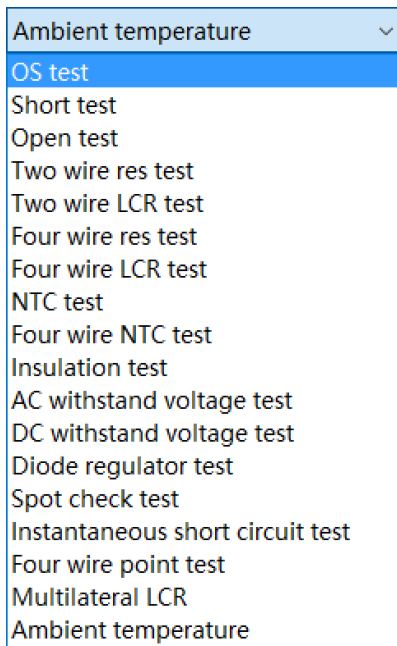 Ambient temperature
OS test
Short test
Open test
Two wire res test
Two wire LCR test
Four wire res test
Four wire LCR test
NTC test
Four wire NTC test
Insulation test
AC withstand voltage test
DC withstand voltage test
Diode regulator test
Spot check test
Instantaneous short circuit test
Four wire point test
Multilateral LCR
Ambient temperature